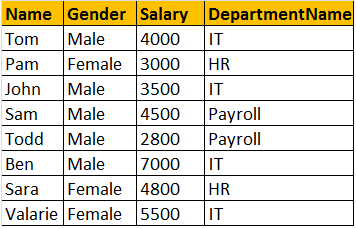 Name Gender Salary DepartmentName
Tom Male 4000 IT
Pam Female 3000 HR
John Male 3500 IT
Sam Male 4500 Payroll
Todd Male 2800 Payroll
Ben Male 7000 IT
Sara Female 4800 HR
Valarie Female 5500 IT